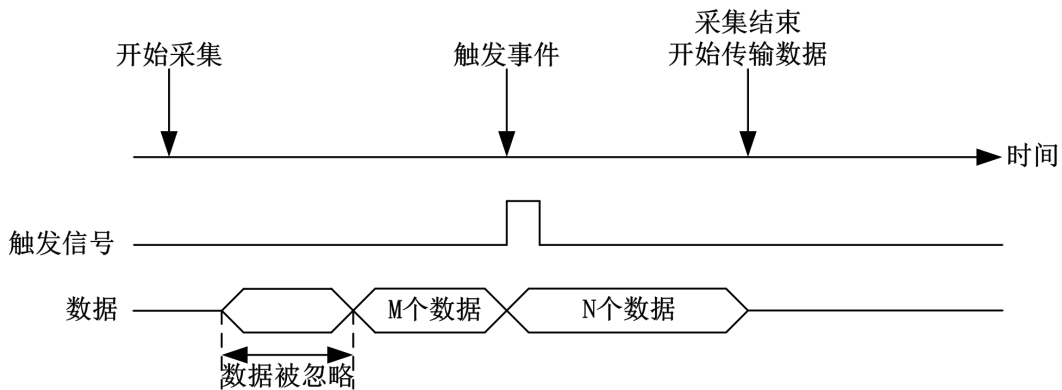 开始采集
触发事件
采集结束
开始传输数据
时间
触发信号
数据
M个数据
N个数据
数据被忽略